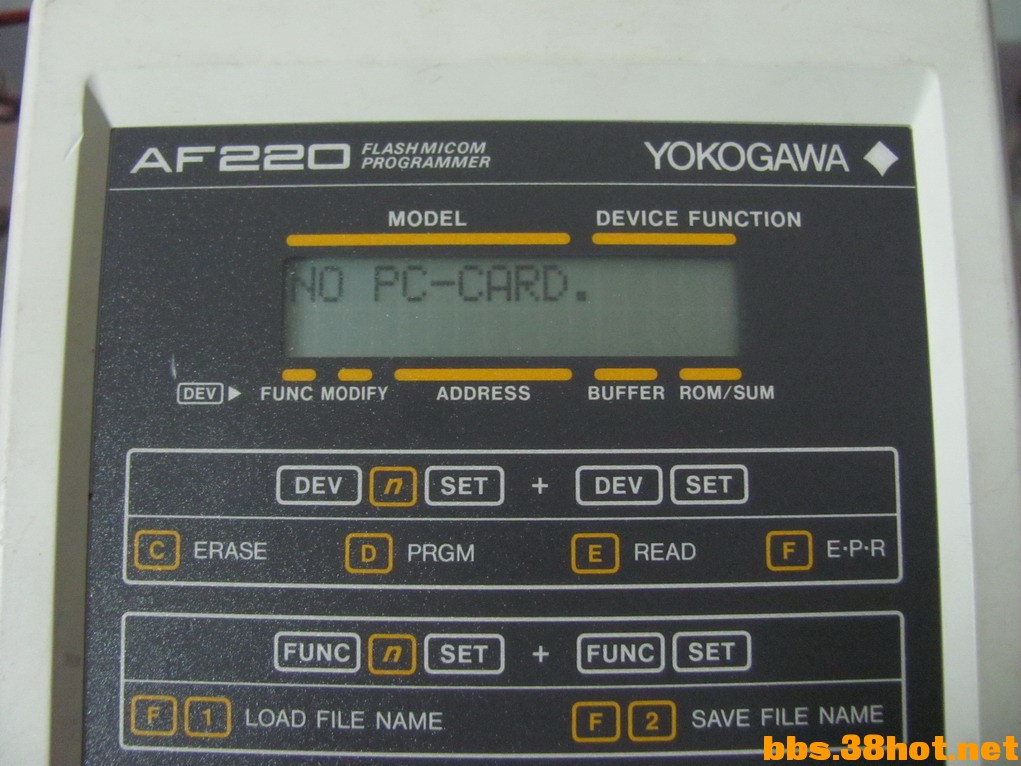 AF220 FLASH MICOM PROGRAMMER YOKOGAWA
MODEL DEVICE FUNCTION
NO PC-CARD.
DEV FUNC MODIFY ADDRESS BUFFER ROM/SUM
DEV n SET + DEV SET
C ERASE D PRGM E READ F E·P·R
FUNC n SET + FUNC SET
F 1 LOAD FILE NAME F 2 SAVE FILE NAME
bbs.38hot.net